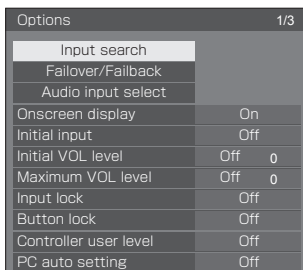 Options 1/3
Input search
Failover/Failback
Audio input select
Onscreen display On
Initial input Off
Initial VOL level Off 0
Maximum VOL level Off 0
Input lock Off
Button lock Off
Controller user level Off
PC auto setting Off